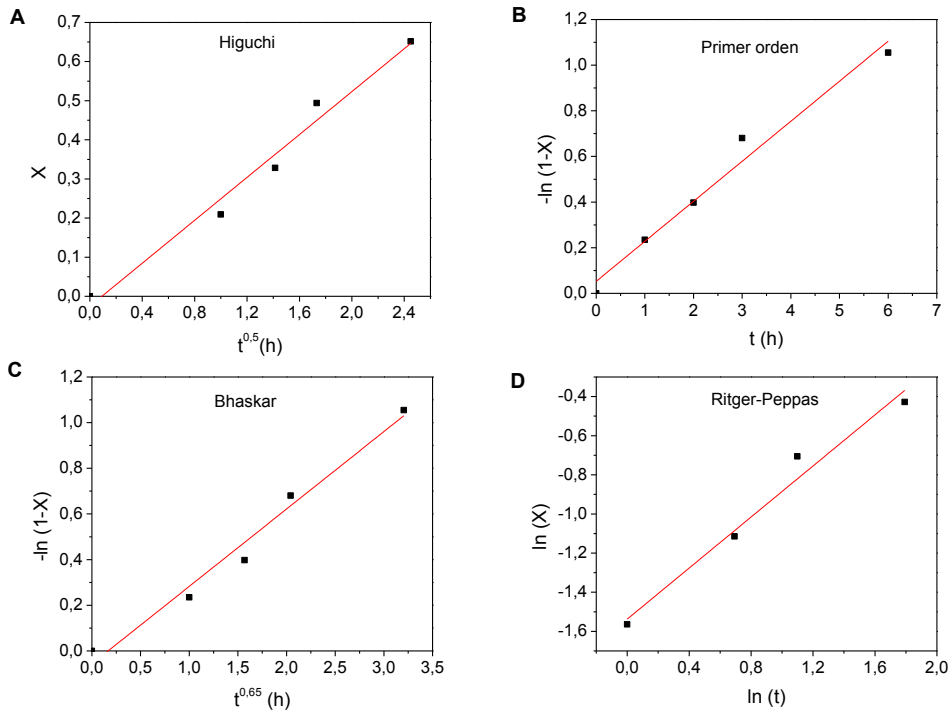 A
Higuchi
0,7
0,6
0,5
0,4
0,3
0,2
0,1
0,0
X
0,0 0,4 0,8 1,2 1,6 2,0 2,4
t^0,5 (h)
B
Primer orden
1,2
1,0
0,8
0,6
0,4
0,2
0,0
-ln (1-X)
0 1 2 3 4 5 6 7
t (h)
C
Bhaskar
1,2
1,0
0,8
0,6
0,4
0,2
0,0
-ln (1-X)
0,0 0,5 1,0 1,5 2,0 2,5 3,0 3,5
t^0,65 (h)
D
Ritger-Peppas
-0,4
-0,6
-0,8
-1,0
-1,2
-1,4
-1,6
ln (X)
0,0 0,4 0,8 1,2 1,6 2,0
ln (t)